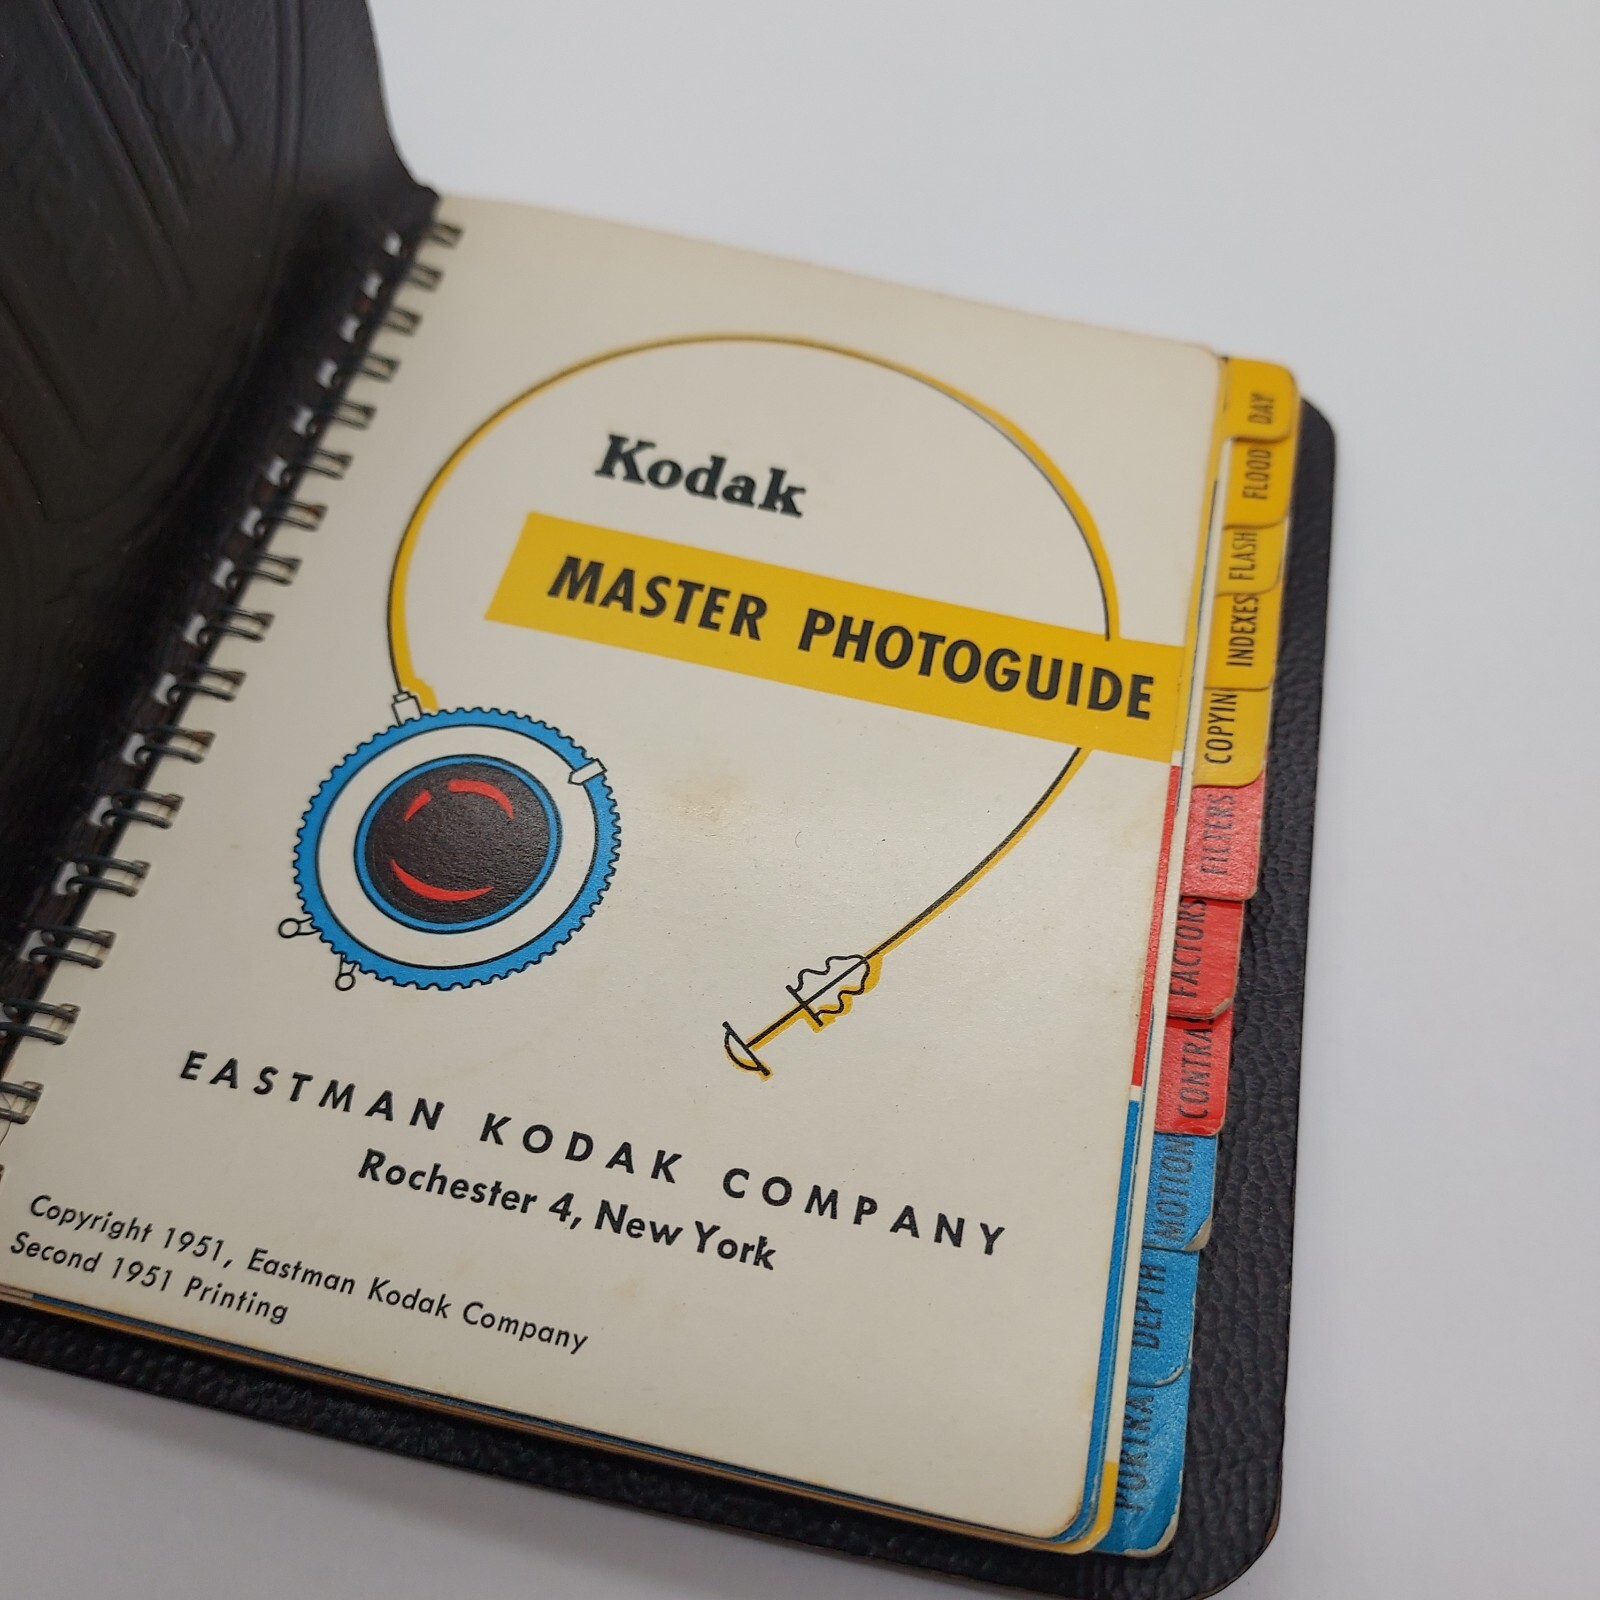 Kodak
MASTER PHOTOGUIDE
EASTMAN KODAK COMPANY
Rochester 4, New York
Copyright 1951, Eastman Kodak Company
Second 1951 Printing
DAY
FLOOD
FLASH
INDEXES
COPYIN
FILTERS
FACTORS
CONTRA
MOTION
DEPTH
PORTRA